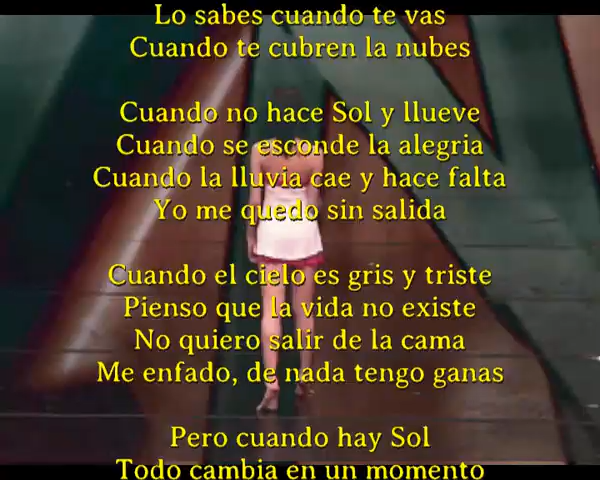 Lo sabes cuando te vas
Cuando te cubren la nubes
Cuando no hace Sol y llueve
Cuando se esconde la alegria
Cuando la lluvia cae y hace falta
Yo me quedo sin salida
Cuando el cielo es gris y triste
Pienso que la vida no existe
No quiero salir de la cama
Me enfado, de nada tengo ganas
Pero cuando hay Sol
Todo cambia en un momento